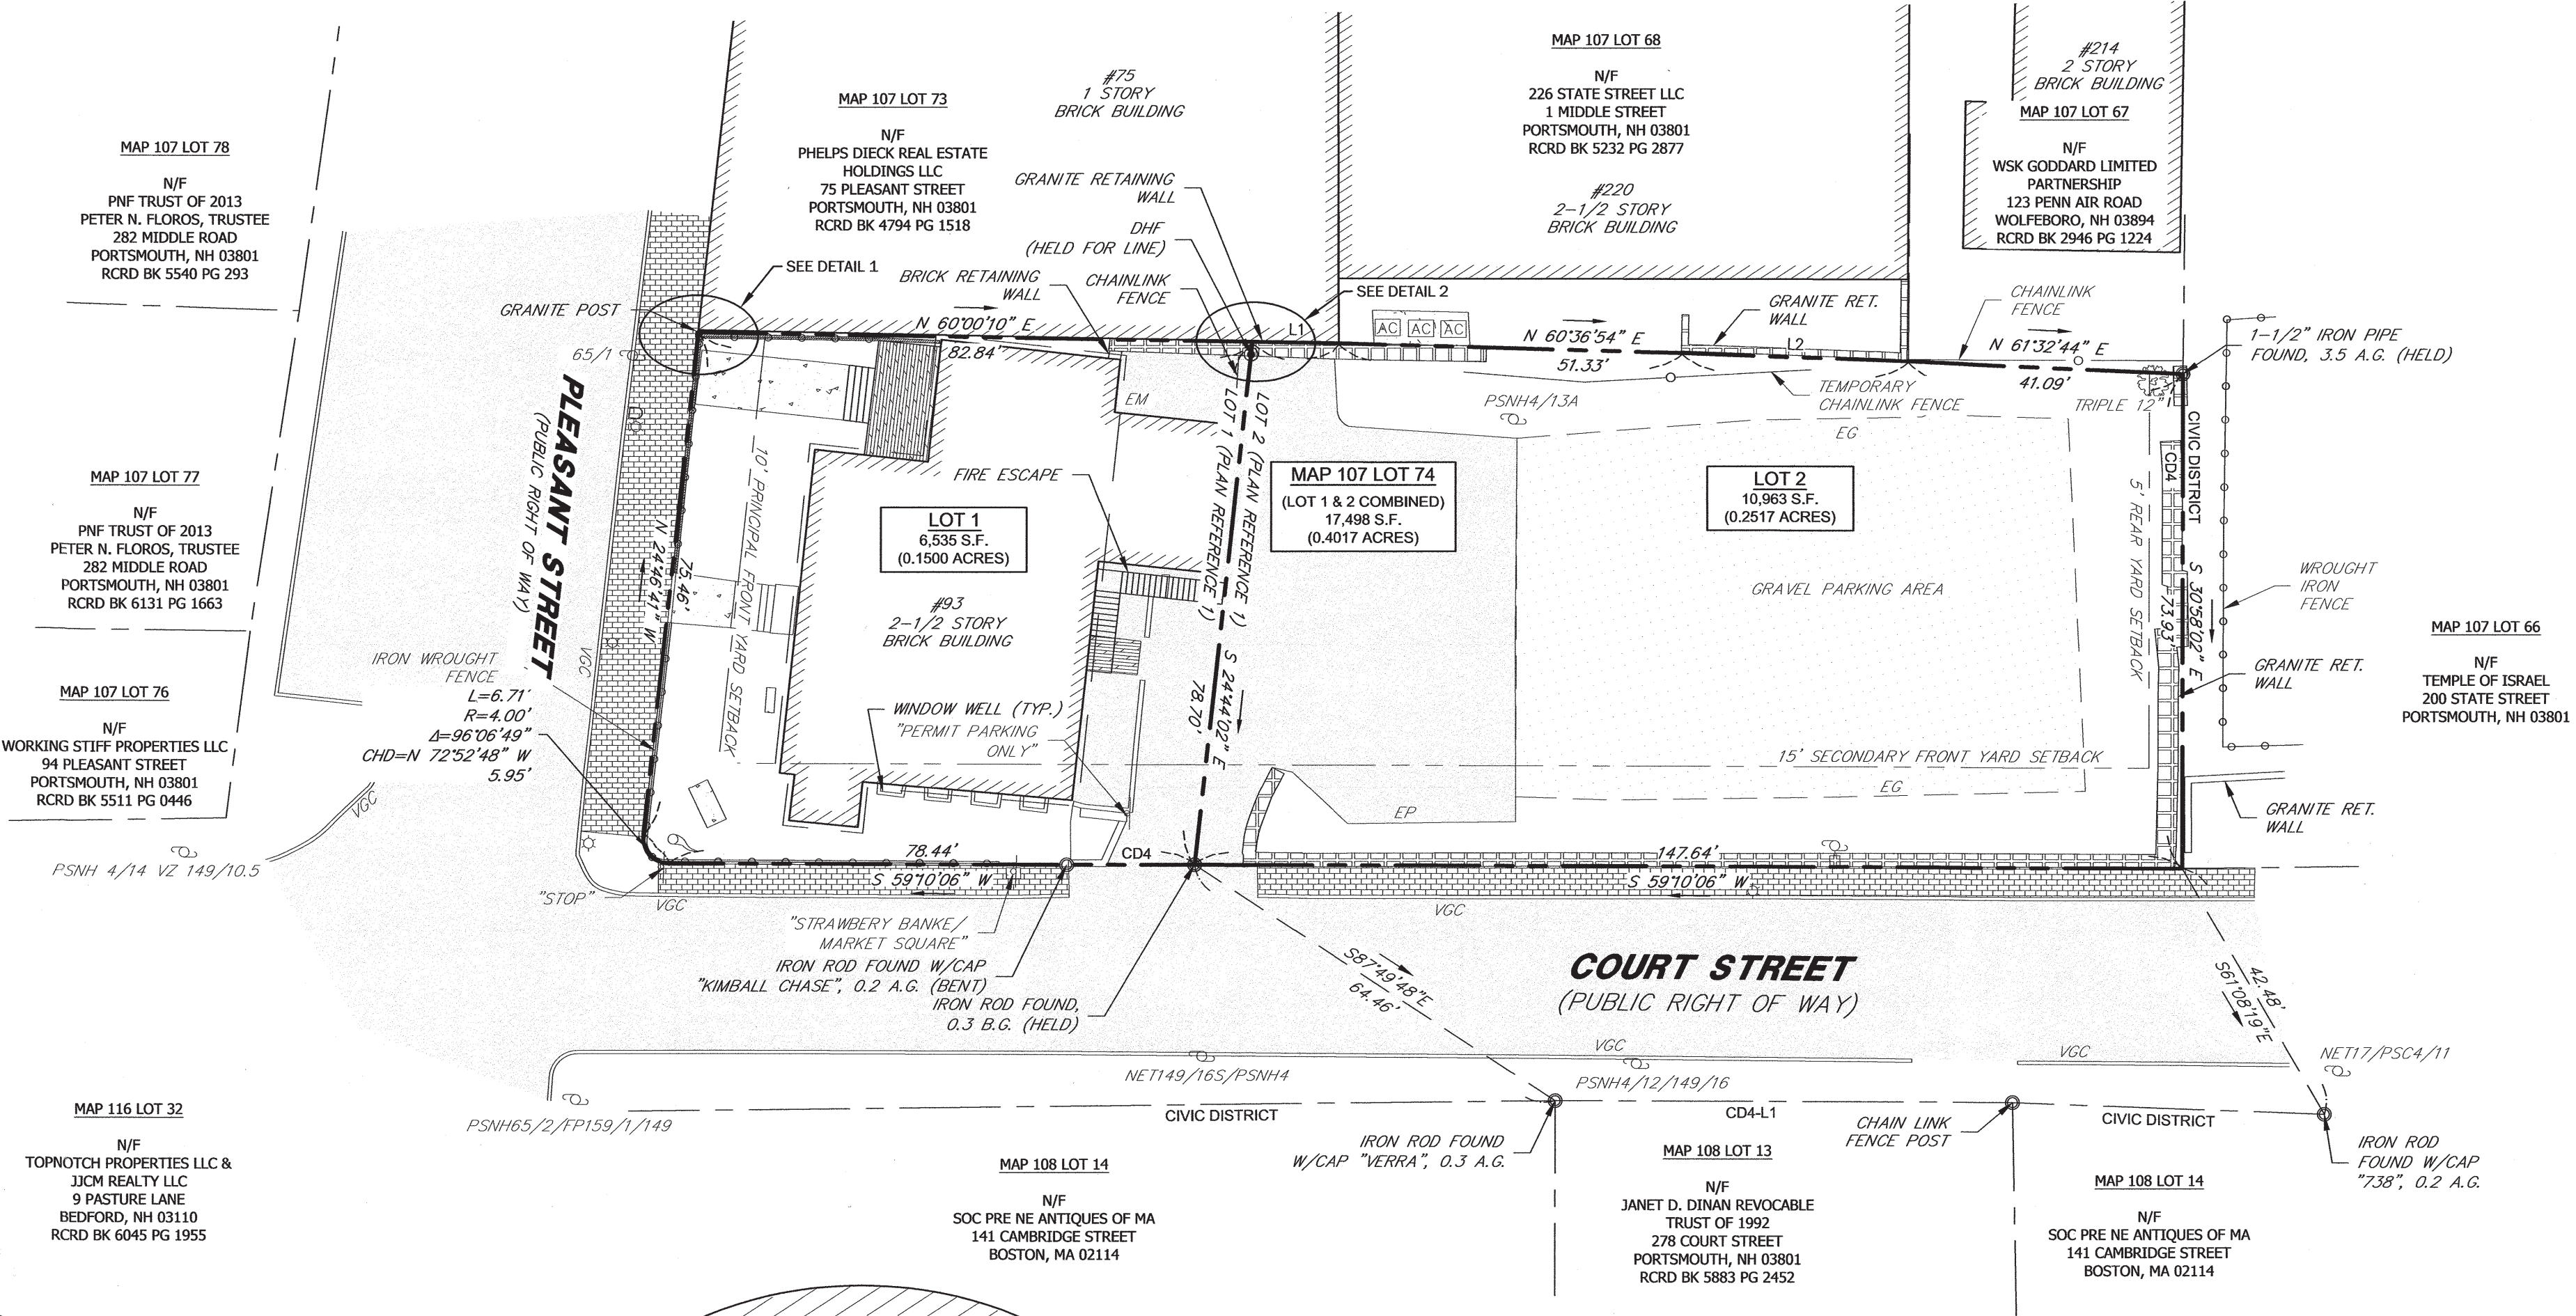 MAP 107 LOT 78
N/F
PNF TRUST OF 2013
PETER N. FLOROS, TRUSTEE
282 MIDDLE ROAD
PORTSMOUTH, NH 03801
RCRD BK 5540 PG 293
MAP 107 LOT 77
N/F
PNF TRUST OF 2013
PETER N. FLOROS, TRUSTEE
282 MIDDLE ROAD
PORTSMOUTH, NH 03801
RCRD BK 6131 PG 1663
MAP 107 LOT 76
N/F
WORKING STIFF PROPERTIES LLC
94 PLEASANT STREET
PORTSMOUTH, NH 03801
RCRD BK 5511 PG 0446
VGC
PSNH 4/14 VZ 149/10.5
MAP 116 LOT 32
N/F
TOPNOTCH PROPERTIES LLC &
JJCM REALTY LLC
9 PASTURE LANE
BEDFORD, NH 03110
RCRD BK 6045 PG 1955
MAP 107 LOT 73
N/F
PHELPS DIECK REAL ESTATE
HOLDINGS LLC
75 PLEASANT STREET
PORTSMOUTH, NH 03801
RCRD BK 4794 PG 1518
#75
1 STORY
BRICK BUILDING
GRANITE RETAINING
WALL
DHF
(HELD FOR LINE)
BRICK RETAINING
WALL
CHAINLINK
FENCE
SEE DETAIL 1
GRANITE POST
65/1
SEE DETAIL 2
MAP 107 LOT 68
N/F
226 STATE STREET LLC
1 MIDDLE STREET
PORTSMOUTH, NH 03801
RCRD BK 5232 PG 2877
#220
2-1/2 STORY
BRICK BUILDING
#214
2 STORY
BRICK BUILDING
MAP 107 LOT 67
N/F
WSK GODDARD LIMITED
PARTNERSHIP
123 PENN AIR ROAD
WOLFEBORO, NH 03894
RCRD BK 2946 PG 1224
N 60°00'10" E
82.84'
L1
AC AC AC
N 60°36'54" E
51.33'
GRANITE RET.
WALL
L2
CHAINLINK
FENCE
N 61°32'44" E
41.09'
1-1/2" IRON PIPE
FOUND, 3.5 A.G. (HELD)
TEMPORARY
CHAINLINK FENCE
PSNH4/13A
TRIPLE 12"
EG
EM
PLEASANT STREET
(PUBLIC RIGHT OF WAY)
VGC
N 24°46'41" W
75.46'
10' PRINCIPAL FRONT YARD SETBACK
FIRE ESCAPE
LOT 1
6,535 S.F.
(0.1500 ACRES)
#93
2-1/2 STORY
BRICK BUILDING
LOT 1 (PLAN REFERENCE 1)
LOT 2 (PLAN REFERENCE 1)
S 24°44'02" E
78.70'
MAP 107 LOT 74
(LOT 1 & 2 COMBINED)
17,498 S.F.
(0.4017 ACRES)
LOT 2
10,963 S.F.
(0.2517 ACRES)
GRAVEL PARKING AREA
5' REAR YARD SETBACK
CD4
CIVIC DISTRICT
S 30°58'02" E
73.93'
WROUGHT
IRON
FENCE
GRANITE RET.
WALL
MAP 107 LOT 66
N/F
TEMPLE OF ISRAEL
200 STATE STREET
PORTSMOUTH, NH 03801
IRON WROUGHT
FENCE
L=6.71'
R=4.00'
Δ=96°06'49"
CHD=N 72°52'48" W
5.95'
WINDOW WELL (TYP.)
"PERMIT PARKING
ONLY"
15' SECONDARY FRONT YARD SETBACK
EG
EP
GRANITE RET.
WALL
78.44'
S 59°10'06" W
CD4
147.64'
S 59°10'06" W
"STOP"
VGC
VGC
"STRAWBERY BANKE/
MARKET SQUARE"
IRON ROD FOUND W/CAP
"KIMBALL CHASE", 0.2 A.G. (BENT)
IRON ROD FOUND,
0.3 B.G. (HELD)
S87°49'48"E
64.46'
COURT STREET
(PUBLIC RIGHT OF WAY)
42.48'
S61°08'19"E
VGC
VGC
NET17/PSC4/11
NET149/16S/PSNH4
PSNH4/12/149/16
PSNH65/2/FP159/1/149
CIVIC DISTRICT
CD4-L1
CIVIC DISTRICT
IRON ROD FOUND
W/CAP "VERRA", 0.3 A.G.
CHAIN LINK
FENCE POST
IRON ROD
FOUND W/CAP
"738", 0.2 A.G.
MAP 108 LOT 14
N/F
SOC PRE NE ANTIQUES OF MA
141 CAMBRIDGE STREET
BOSTON, MA 02114
MAP 108 LOT 13
N/F
JANET D. DINAN REVOCABLE
TRUST OF 1992
278 COURT STREET
PORTSMOUTH, NH 03801
RCRD BK 5883 PG 2452
MAP 108 LOT 14
N/F
SOC PRE NE ANTIQUES OF MA
141 CAMBRIDGE STREET
BOSTON, MA 02114